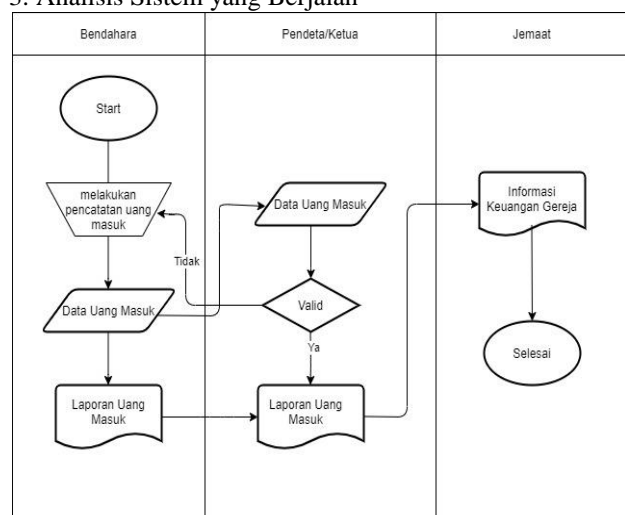 3. Analisis Sistem yang Berjalan
Bendahara
Pendeta/Ketua
Jemaat
Start
melakukan
pencatatan uang
masuk
Data Uang Masuk
Laporan Uang
Masuk
Data Uang Masuk
Tidak
Valid
Ya
Laporan Uang
Masuk
Informasi
Keuangan Gereja
Selesai